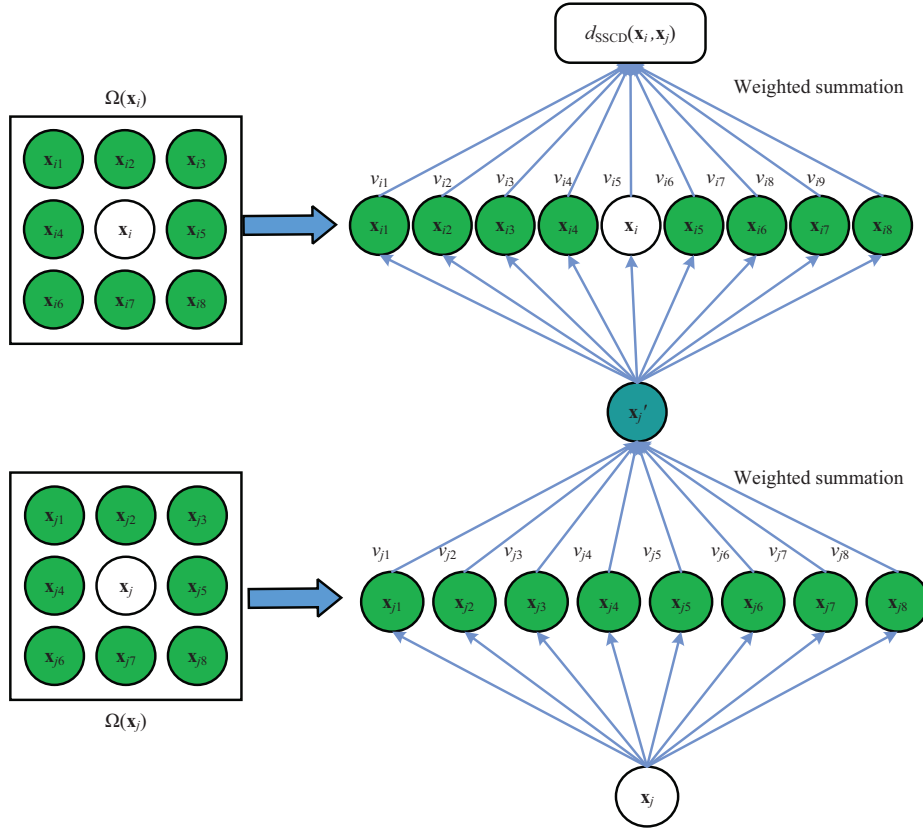 d_SSCD(x_i, x_j)
Weighted summation
Ω(x_i)
x_i1 x_i2 x_i3
x_i4 x_i x_i5
x_i6 x_i7 x_i8
v_i1 v_i2 v_i3 v_i4 v_i5 v_i6 v_i7 v_i8 v_i9
x_i1 x_i2 x_i3 x_i4 x_i x_i5 x_i6 x_i7 x_i8
x_j′
Weighted summation
x_j1 x_j2 x_j3
x_j4 x_j x_j5
x_j6 x_j7 x_j8
Ω(x_j)
v_j1 v_j2 v_j3 v_j4 v_j5 v_j6 v_j7 v_j8
x_j1 x_j2 x_j3 x_j4 x_j5 x_j6 x_j7 x_j8
x_j